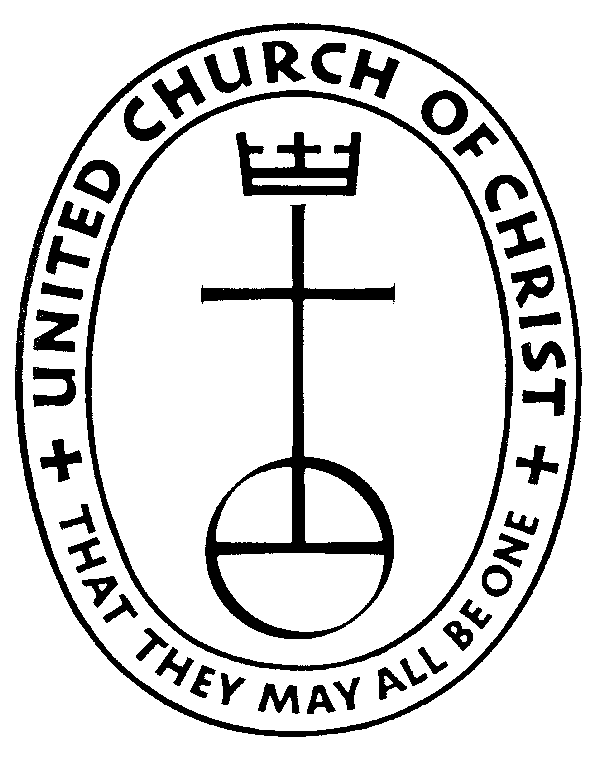 UNITED CHURCH OF CHRIST
THAT THEY MAY ALL BE ONE